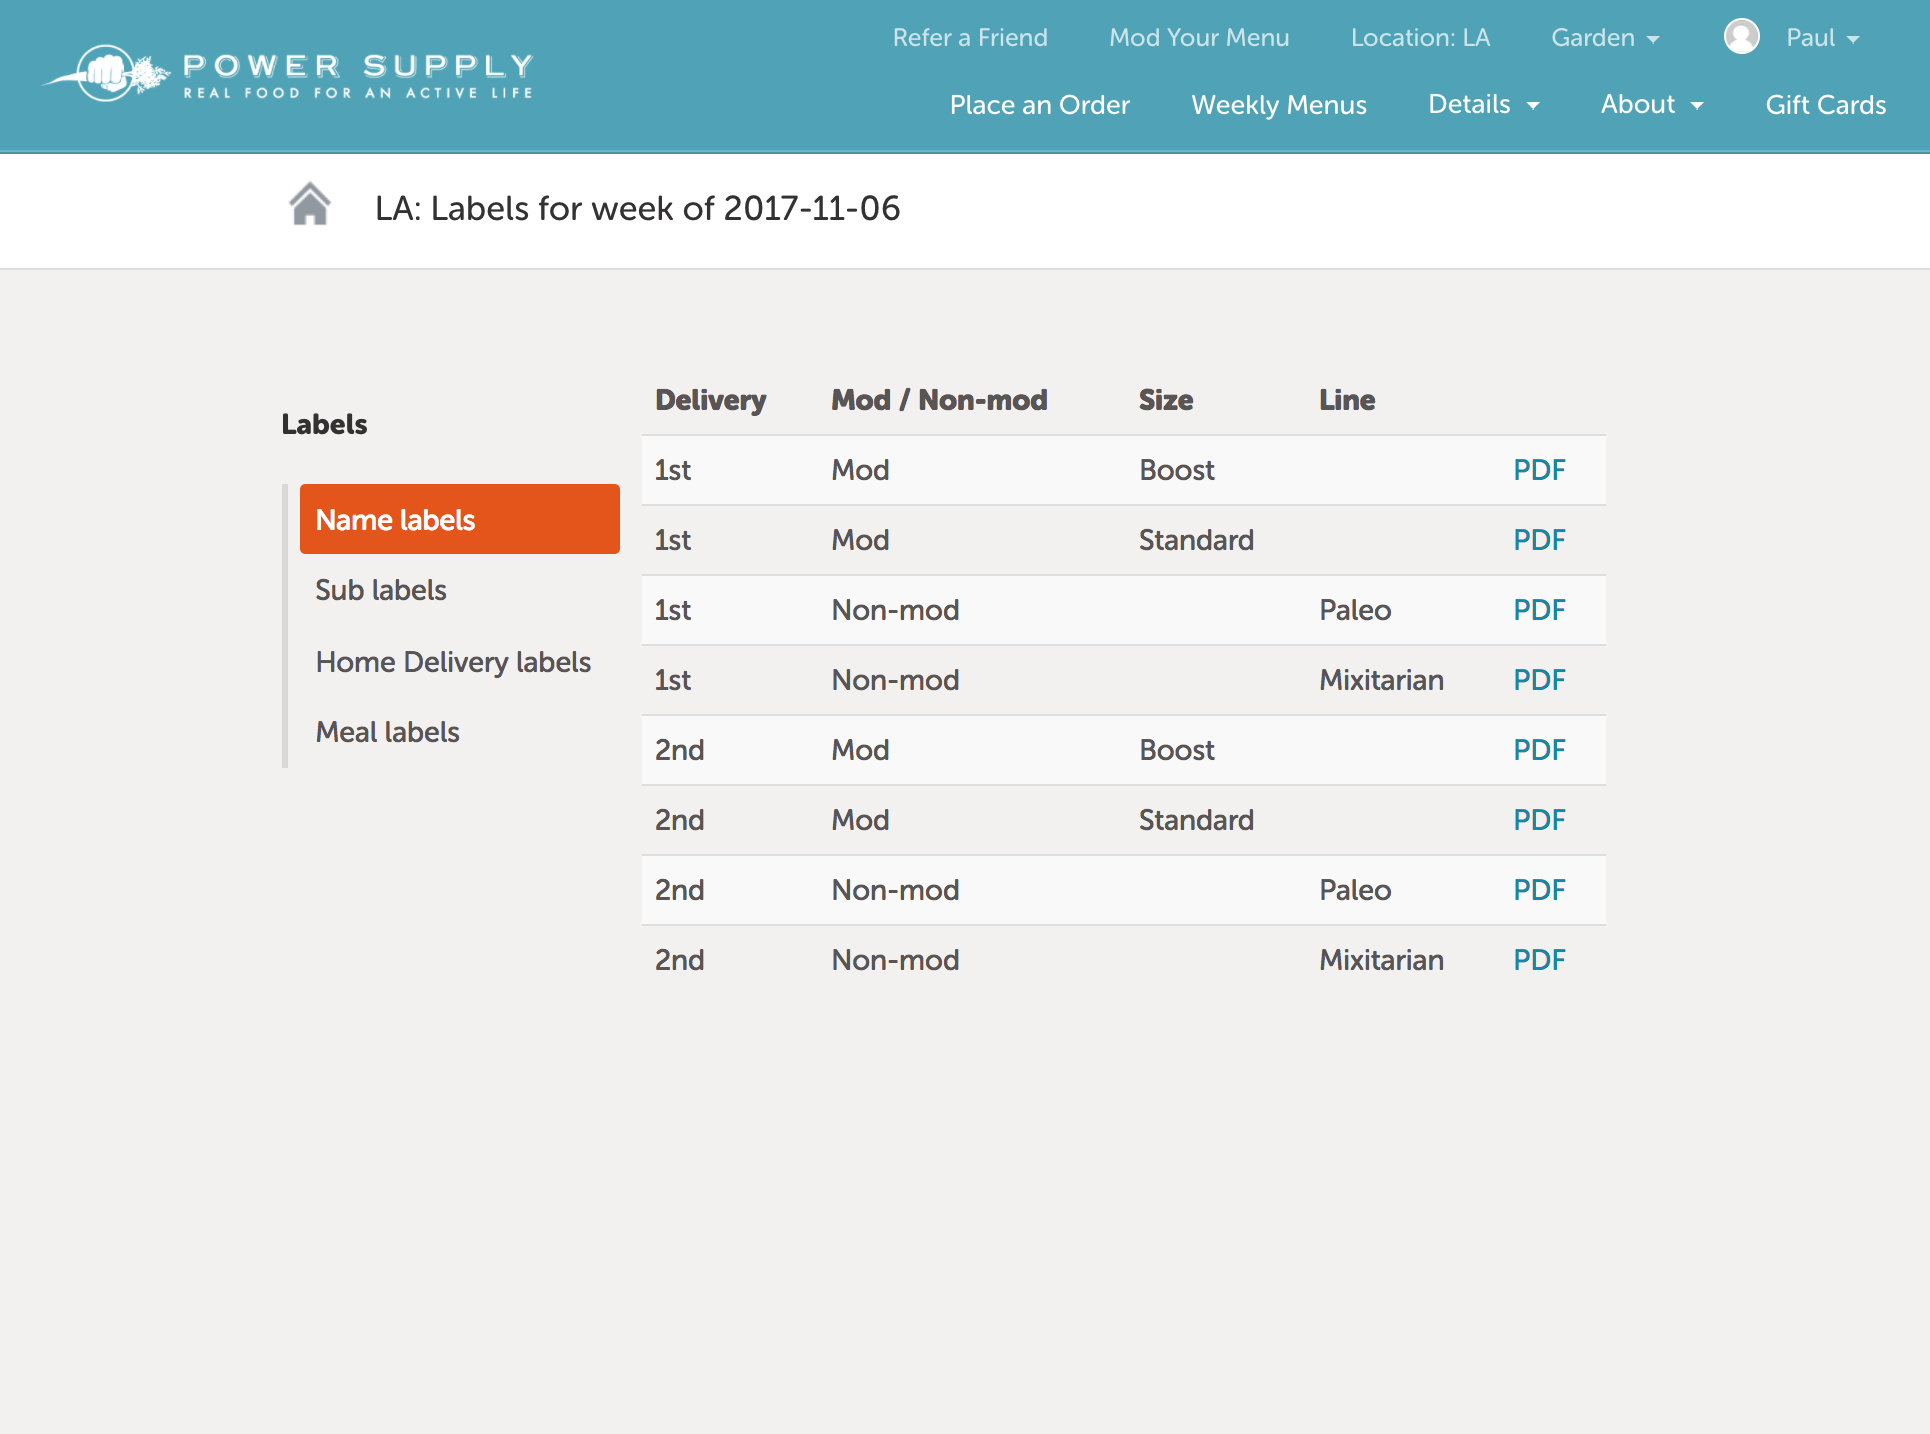 Refer a Friend Mod Your Menu Location: LA Garden Paul
POWER SUPPLY
REAL FOOD FOR AN ACTIVE LIFE
Place an Order Weekly Menus Details About Gift Cards
LA: Labels for week of 2017-11-06
Labels
Name labels
Sub labels
Home Delivery labels
Meal labels
Delivery Mod / Non-mod Size Line
1st Mod Boost PDF
1st Mod Standard PDF
1st Non-mod Paleo PDF
1st Non-mod Mixitarian PDF
2nd Mod Boost PDF
2nd Mod Standard PDF
2nd Non-mod Paleo PDF
2nd Non-mod Mixitarian PDF